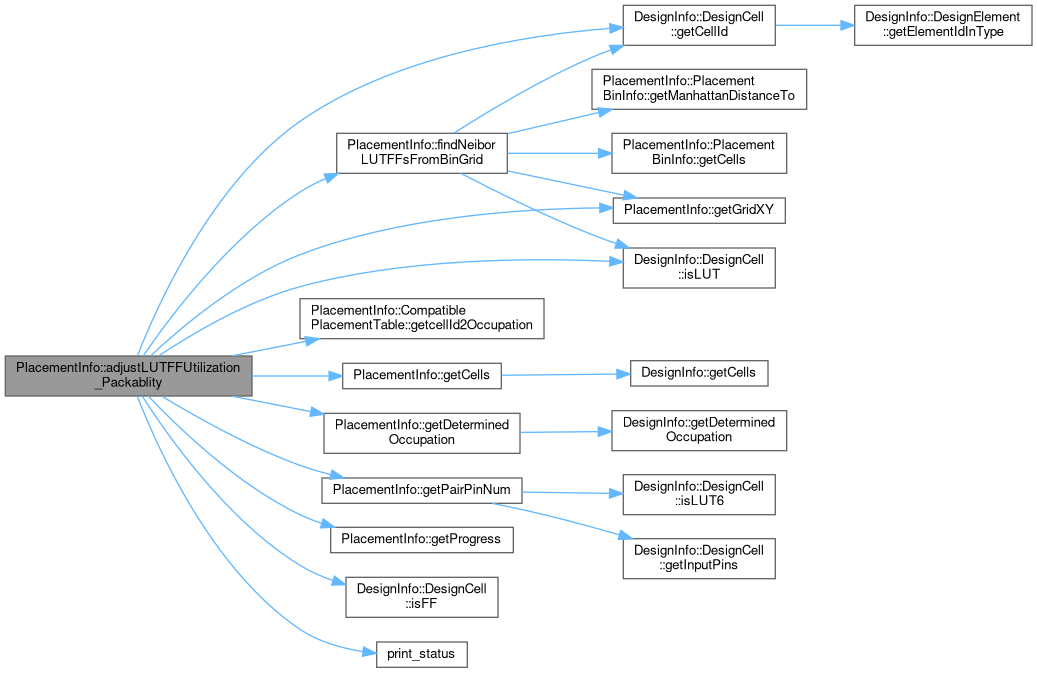 PlacementInfo::adjustLUTFFUtilization
_Packablity
DesignInfo::DesignCell
::getCellId
DesignInfo::DesignElement
::getElementIdInType
PlacementInfo::findNeibor
LUTFFsFromBinGrid
PlacementInfo::Placement
BinInfo::getManhattanDistanceTo
PlacementInfo::Placement
BinInfo::getCells
PlacementInfo::getGridXY
DesignInfo::DesignCell
::isLUT
PlacementInfo::Compatible
PlacementTable::getcellId2Occupation
PlacementInfo::getCells
DesignInfo::getCells
PlacementInfo::getDetermined
Occupation
DesignInfo::getDetermined
Occupation
PlacementInfo::getPairPinNum
DesignInfo::DesignCell
::isLUT6
DesignInfo::DesignCell
::getInputPins
PlacementInfo::getProgress
DesignInfo::DesignCell
::isFF
print_status